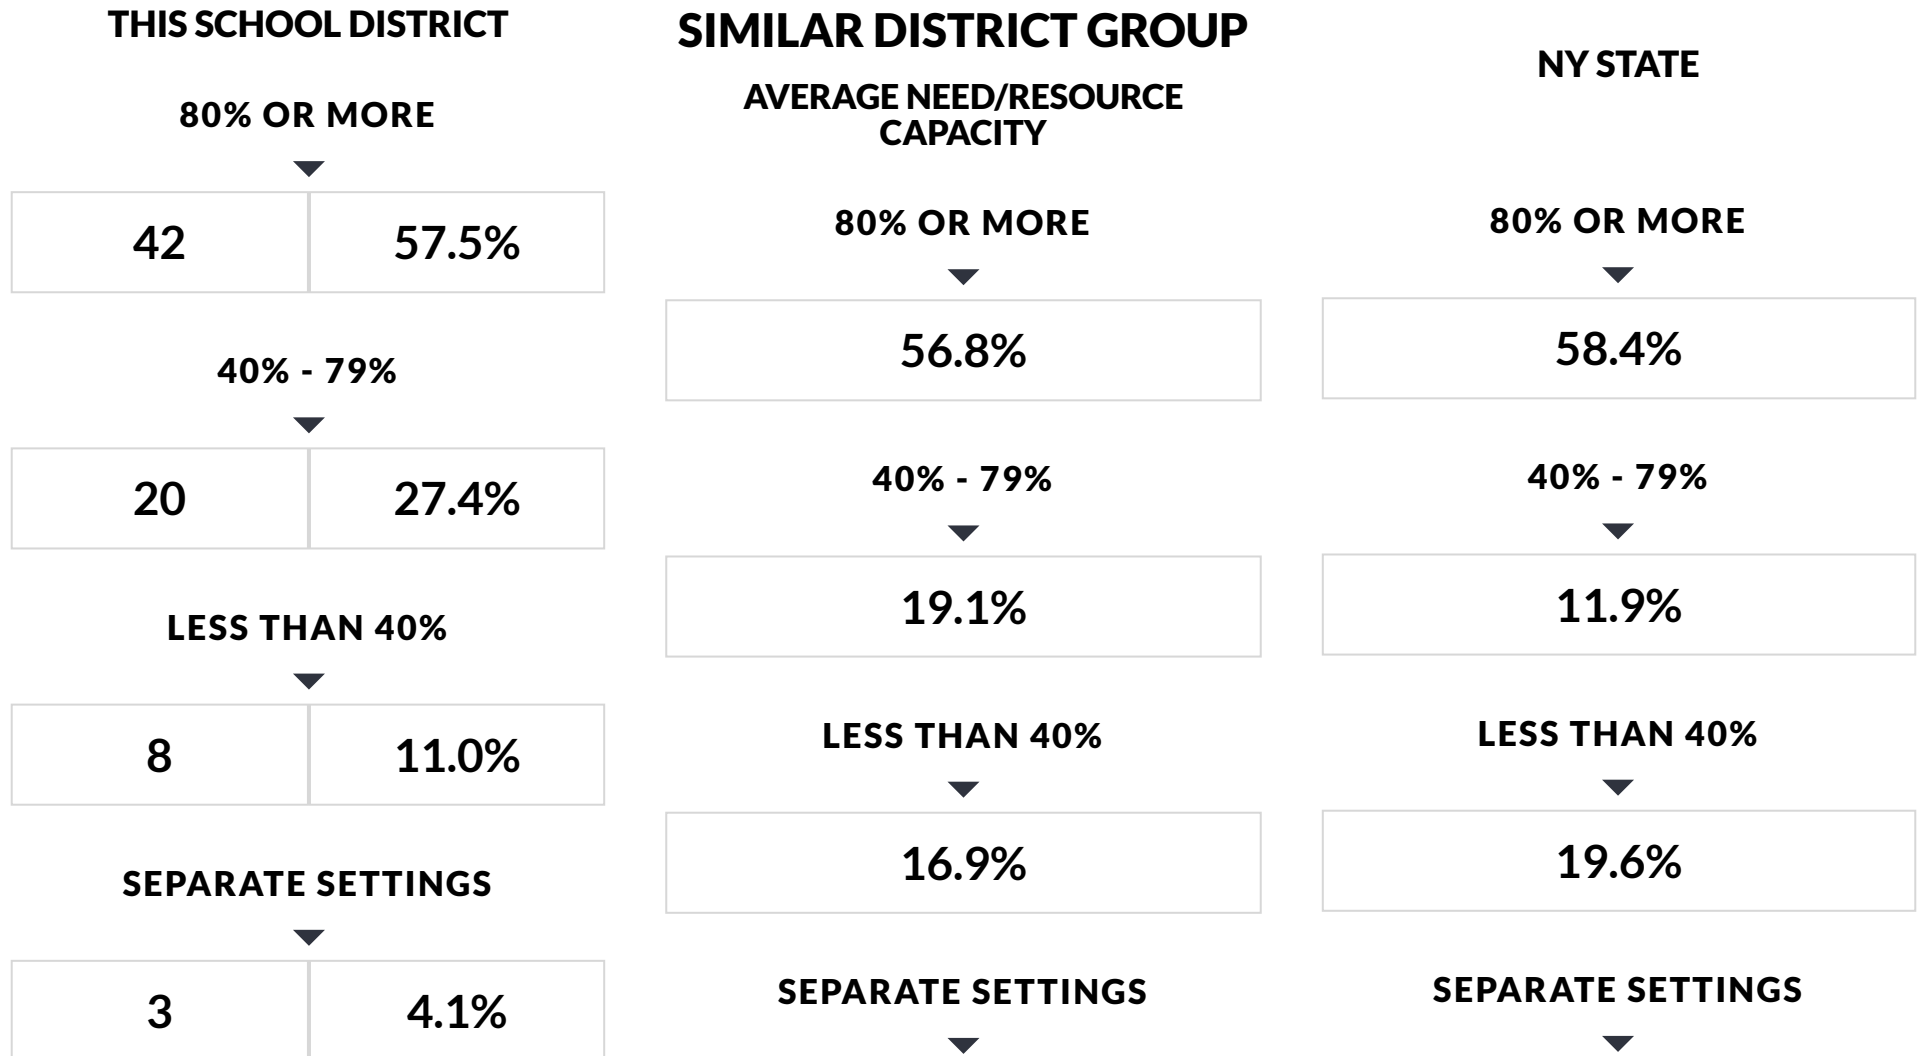 THIS SCHOOL DISTRICT
80% OR MORE
42 57.5%
40% - 79%
20 27.4%
LESS THAN 40%
8 11.0%
SEPARATE SETTINGS
3 4.1%
SIMILAR DISTRICT GROUP
AVERAGE NEED/RESOURCE
CAPACITY
80% OR MORE
56.8%
40% - 79%
19.1%
LESS THAN 40%
16.9%
SEPARATE SETTINGS
NY STATE
80% OR MORE
58.4%
40% - 79%
11.9%
LESS THAN 40%
19.6%
SEPARATE SETTINGS